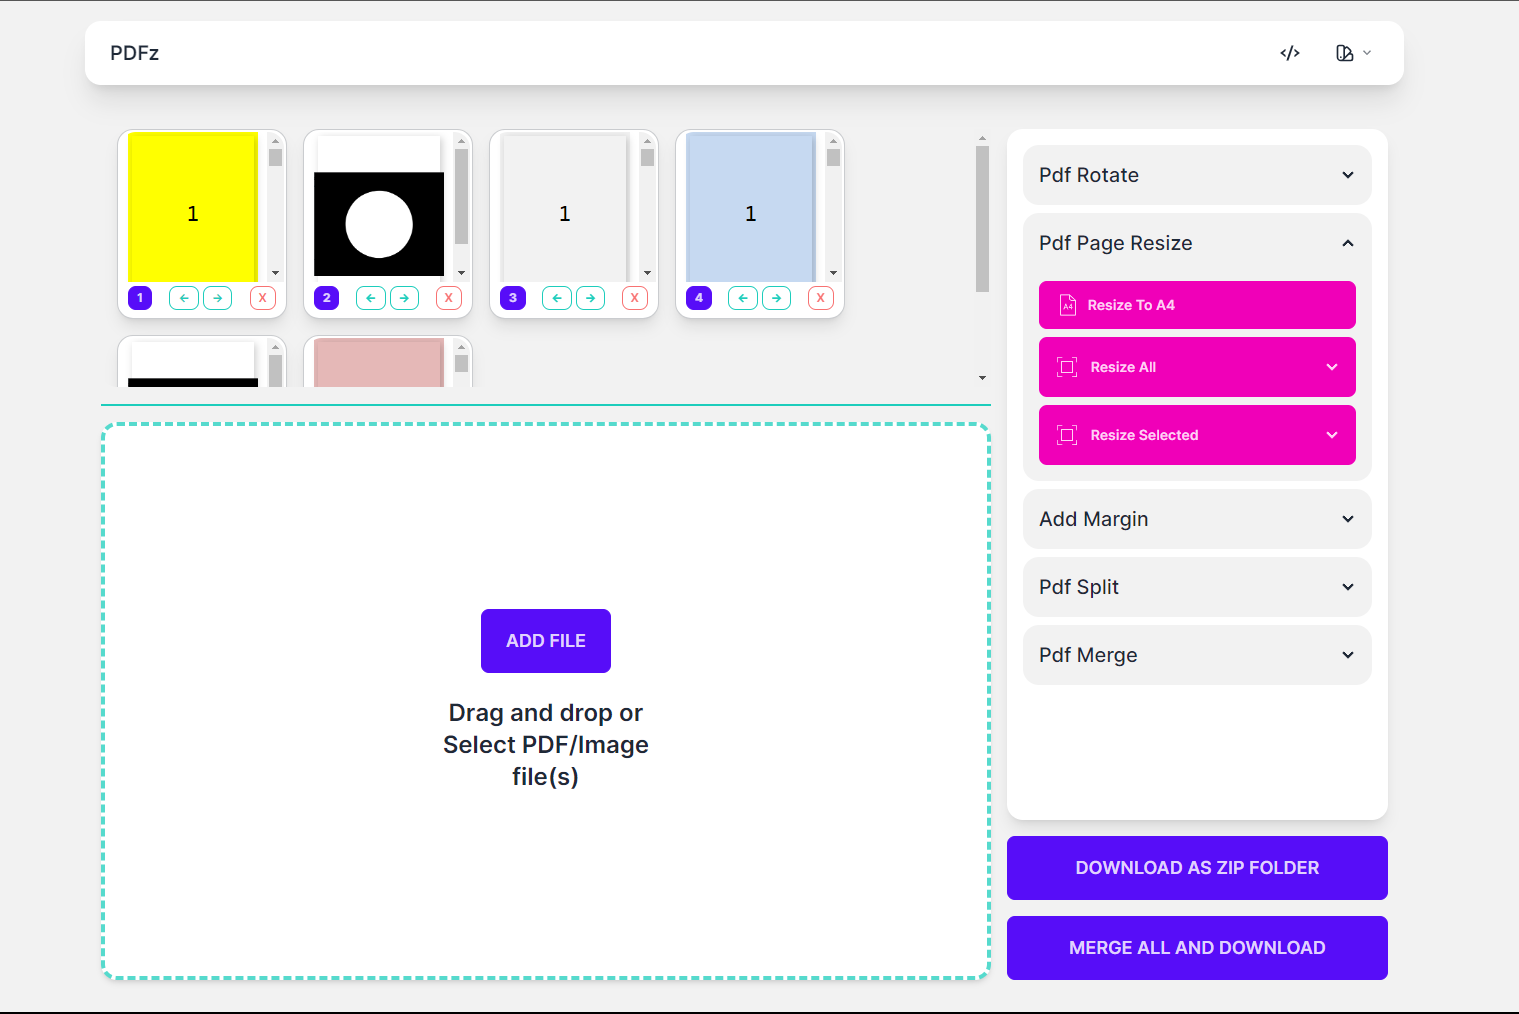 PDFz
1
1
1
1 X
2 X
3 X
4 X
Pdf Rotate
Pdf Page Resize
A4 Resize To A4
Resize All
Resize Selected
Add Margin
Pdf Split
Pdf Merge
ADD FILE
Drag and drop or
Select PDF/Image
file(s)
DOWNLOAD AS ZIP FOLDER
MERGE ALL AND DOWNLOAD